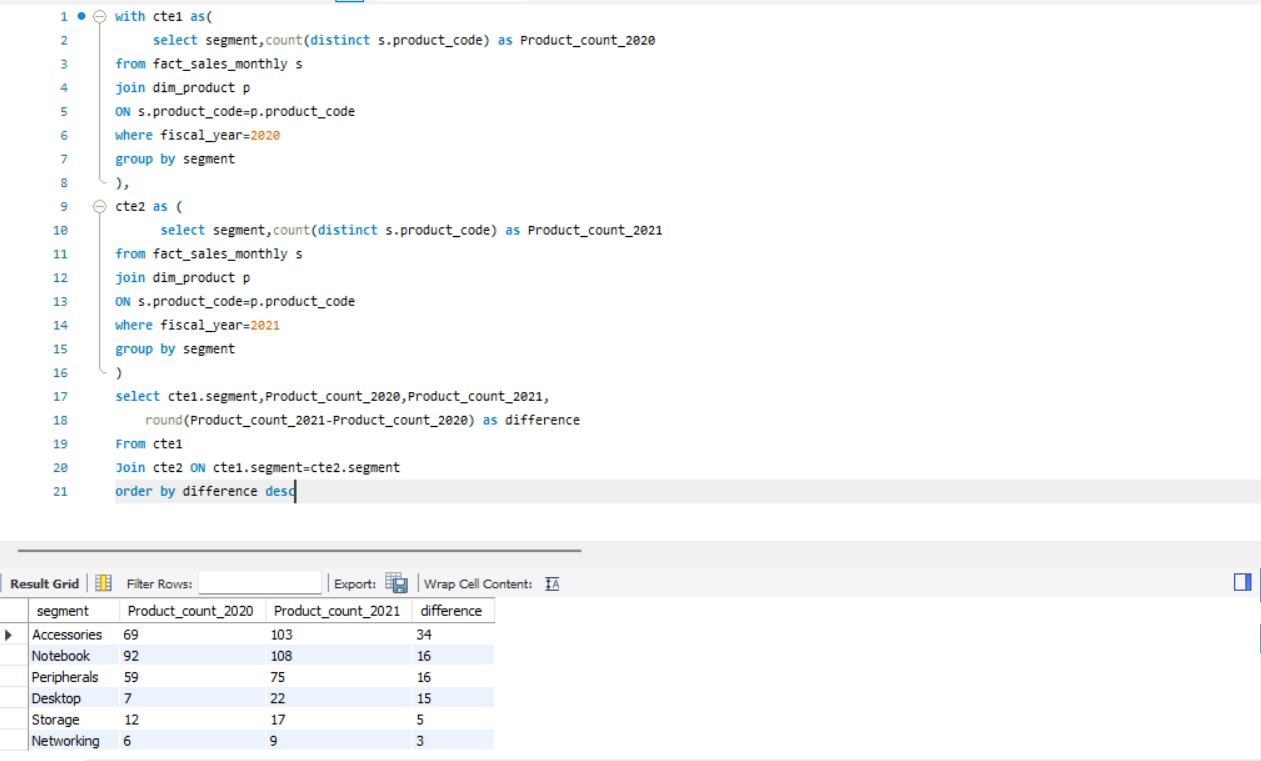 1 with cte1 as(
2 select segment,count(distinct s.product_code) as Product_count_2020
3 from fact_sales_monthly s
4 join dim_product p
5 ON s.product_code=p.product_code
6 where fiscal_year=2020
7 group by segment
8 ),
9 cte2 as (
10 select segment,count(distinct s.product_code) as Product_count_2021
11 from fact_sales_monthly s
12 join dim_product p
13 ON s.product_code=p.product_code
14 where fiscal_year=2021
15 group by segment
16 )
17 select cte1.segment,Product_count_2020,Product_count_2021,
18 round(Product_count_2021-Product_count_2020) as difference
19 From cte1
20 Join cte2 ON cte1.segment=cte2.segment
21 order by difference desc
Result Grid Filter Rows: Export: Wrap Cell Content: IA
segment Product_count_2020 Product_count_2021 difference
Accessories 69 103 34
Notebook 92 108 16
Peripherals 59 75 16
Desktop 7 22 15
Storage 12 17 5
Networking 6 9 3